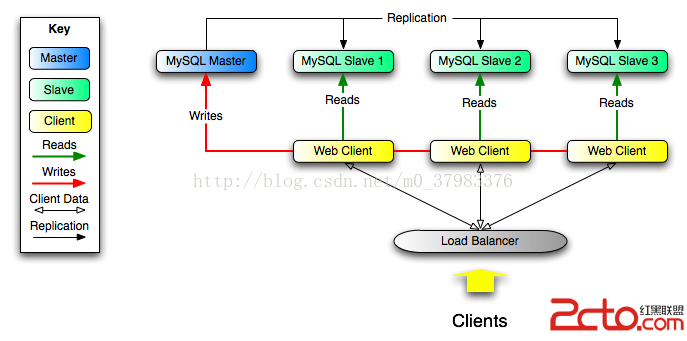 Key
Master
Slave
Client
Reads
Writes
Client Data
Replication
Replication
MySQL Master
MySQL Slave 1
MySQL Slave 2
MySQL Slave 3
Reads
Reads
Reads
Writes
Web Client
Web Client
Web Client
http://blog.csdn.net/m0_37983376
Load Balancer
Clients
2cto.com
红黑联盟